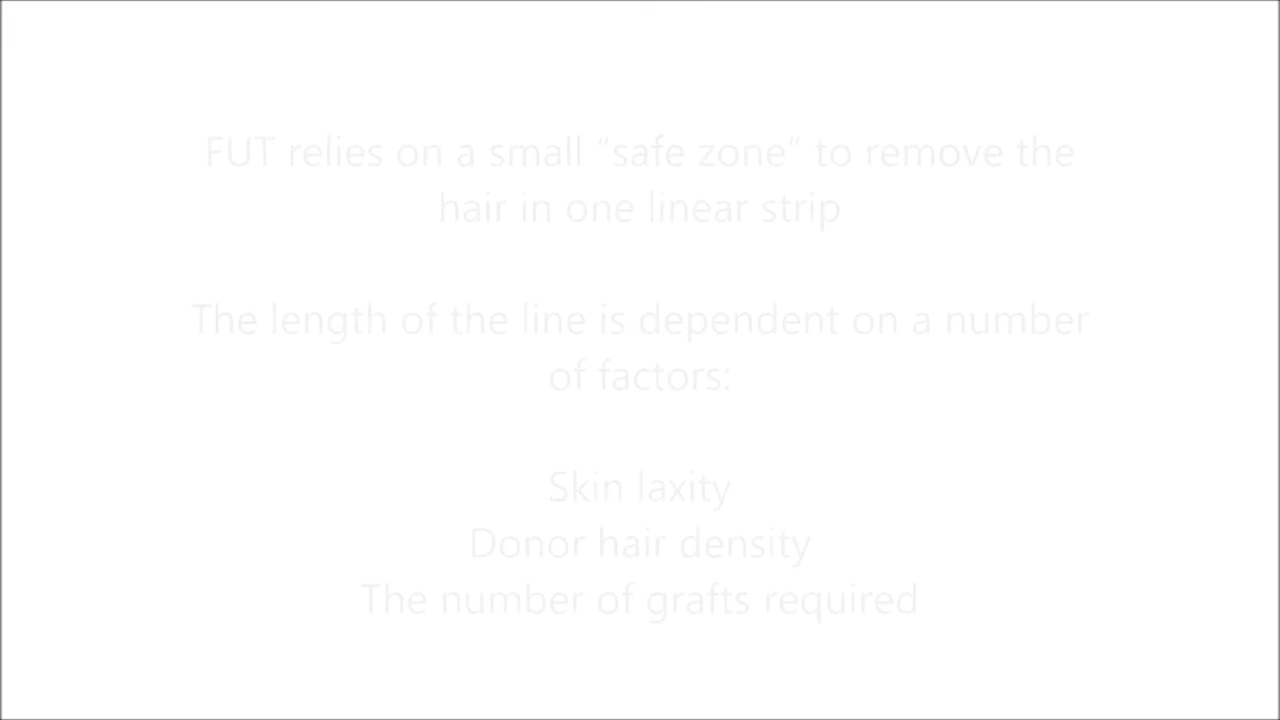 FUT relies on a small “safe zone” to remove the
hair in one linear strip
The length of the line is dependent on a number
of factors:
Skin laxity
Donor hair density
The number of grafts required